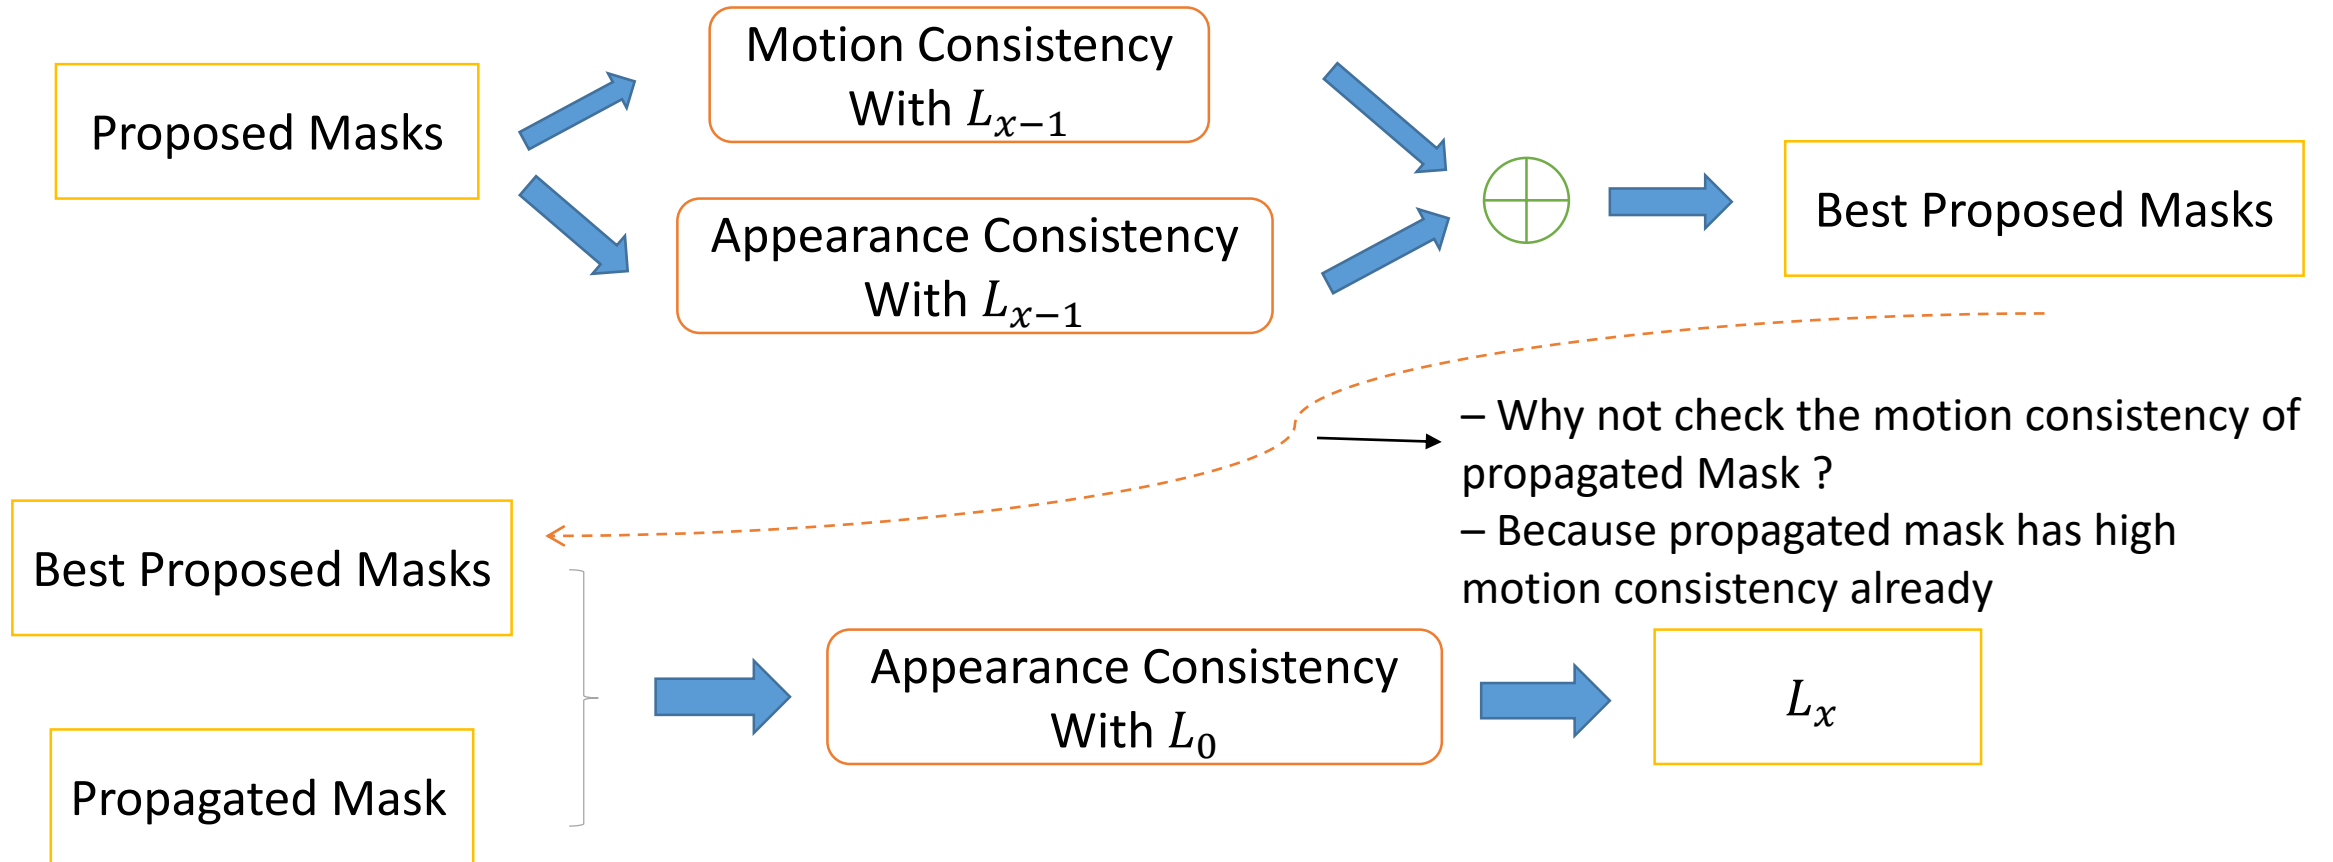 Proposed Masks
Motion Consistency
With $L_{x-1}$
Appearance Consistency
With $L_{x-1}$
Best Proposed Masks
– Why not check the motion consistency of
propagated Mask ?
– Because propagated mask has high
motion consistency already
Best Proposed Masks
Propagated Mask
Appearance Consistency
With $L_0$
$L_x$